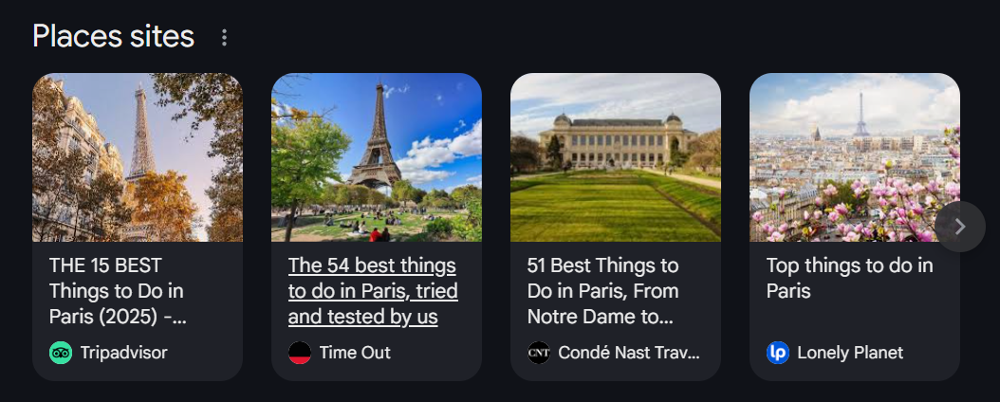 Places sites
THE 15 BEST
Things to Do in
Paris (2025) -...
Tripadvisor
The 54 best things
to do in Paris, tried
and tested by us
Time Out
51 Best Things to
Do in Paris, From
Notre Dame to...
CNT
Condé Nast Trav...
Top things to do in
Paris
lp
Lonely Planet